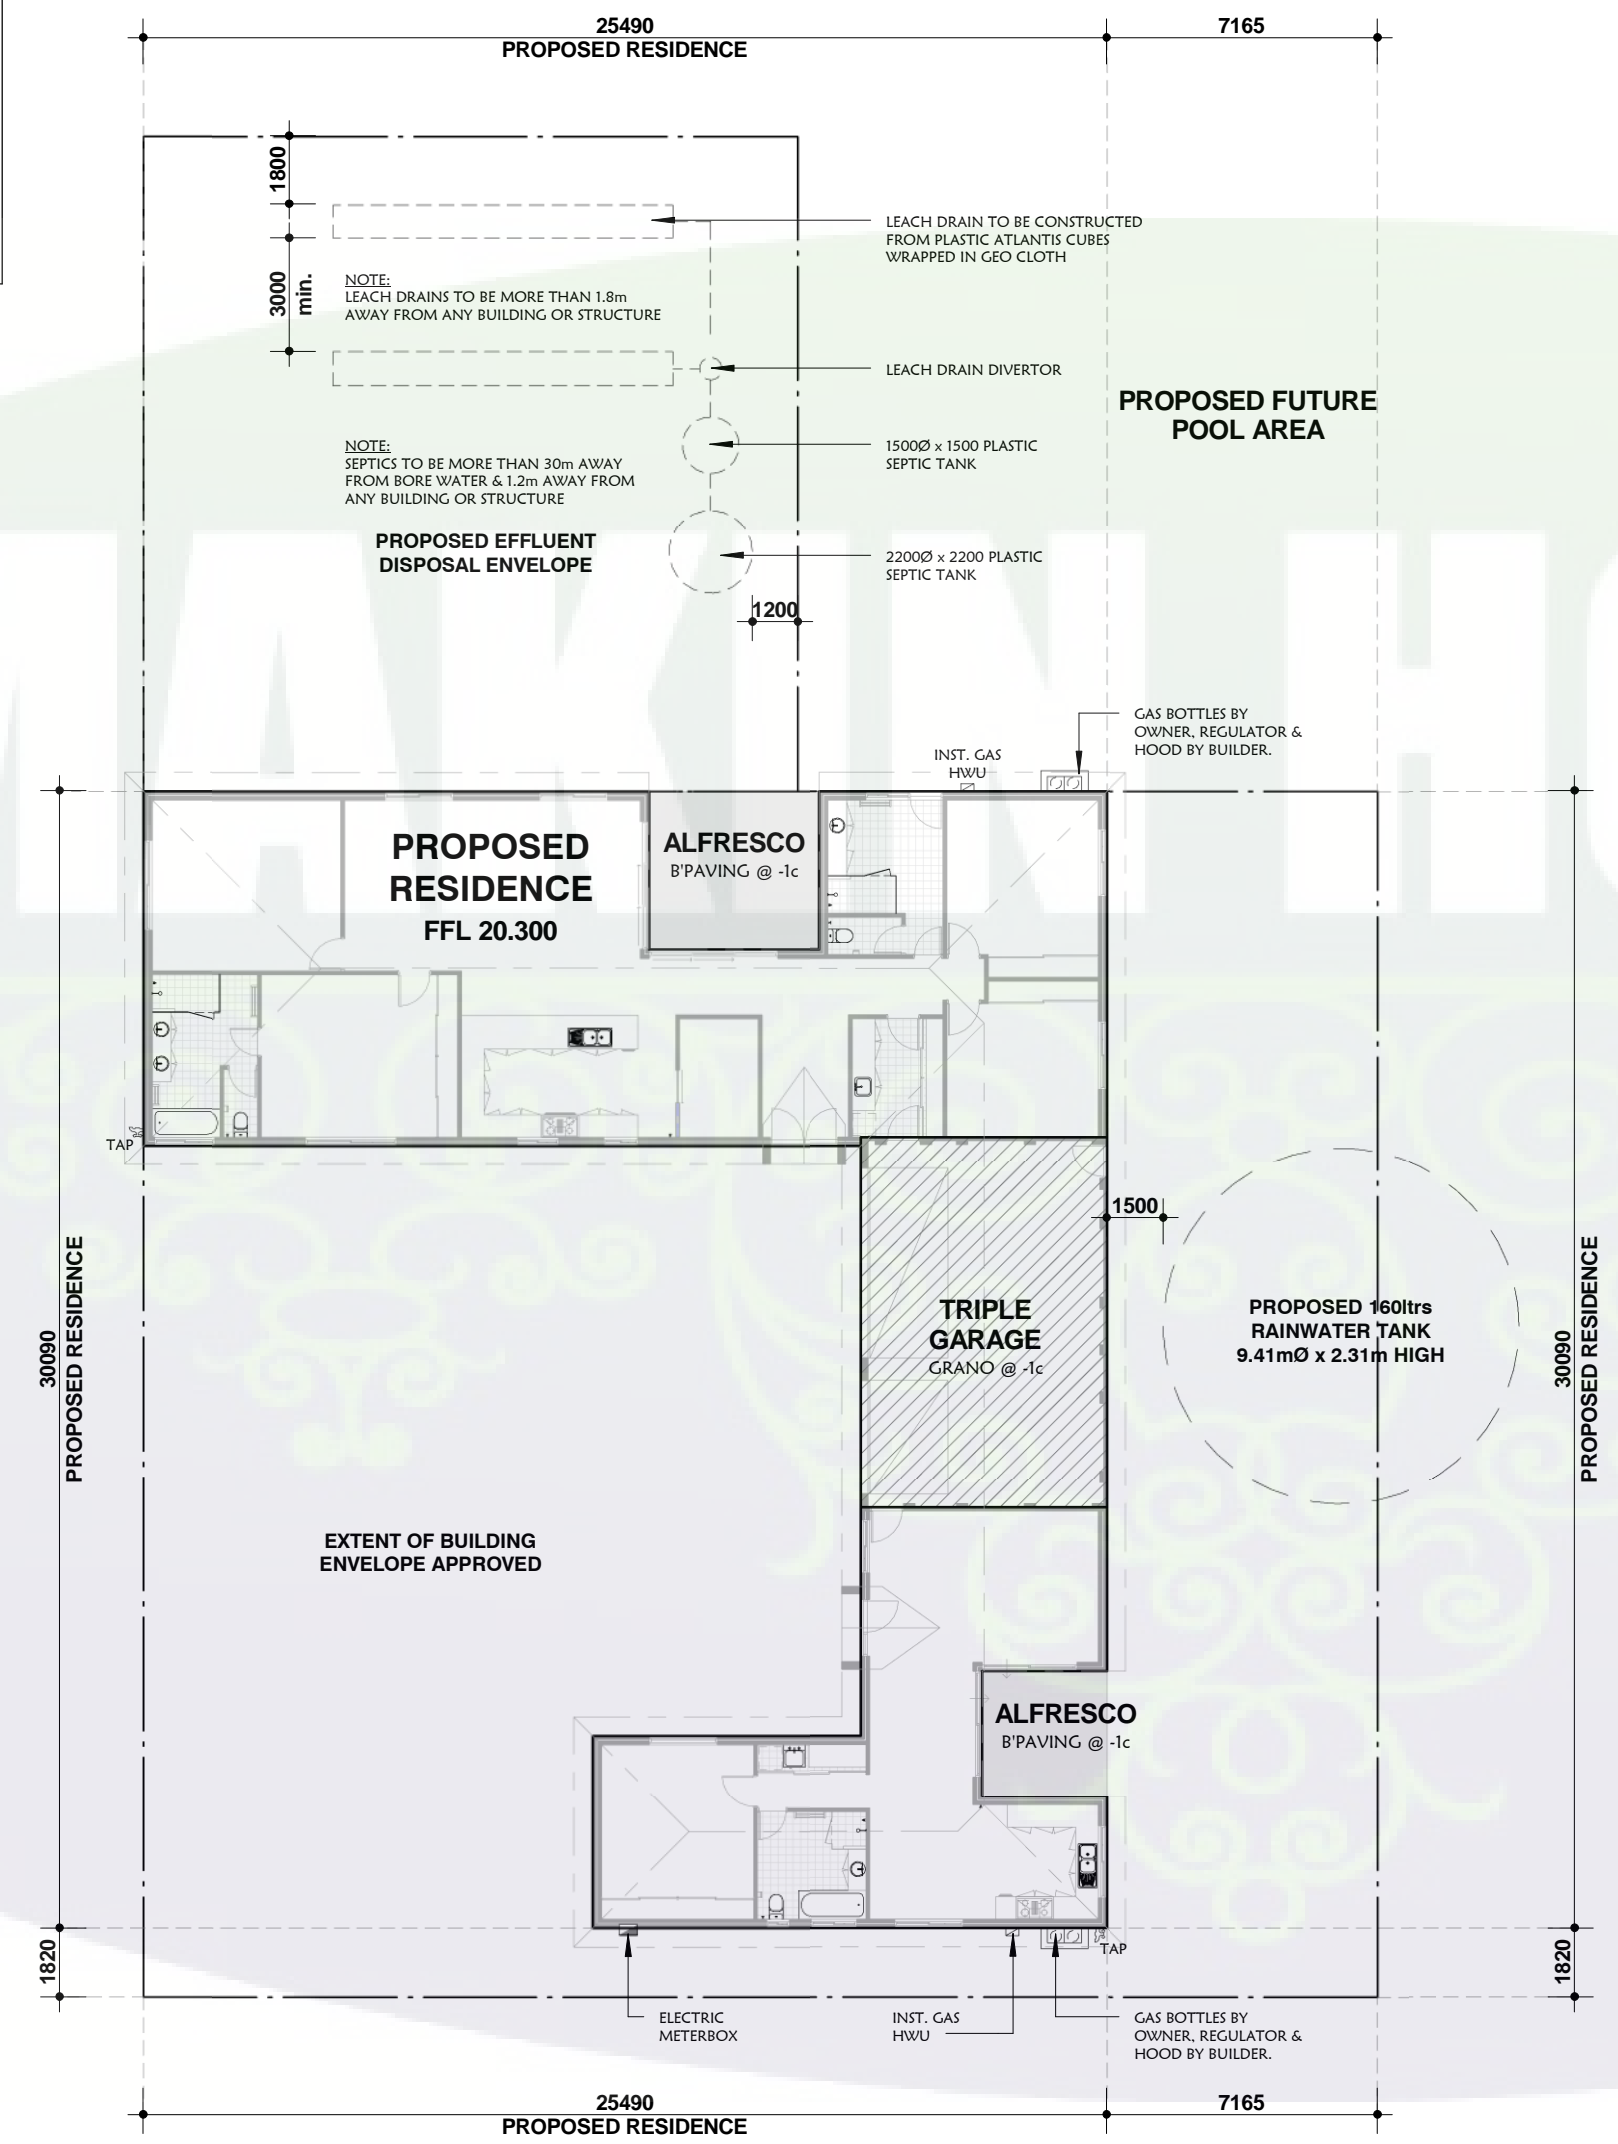 25490
7165
PROPOSED RESIDENCE
1800
LEACH DRAIN TO BE CONSTRUCTED
FROM PLASTIC ATLANTIS CUBES
WRAPPED IN GEO CLOTH
3000
min.
NOTE:
LEACH DRAINS TO BE MORE THAN 1.8m
AWAY FROM ANY BUILDING OR STRUCTURE
LEACH DRAIN DIVERTOR
PROPOSED FUTURE
POOL AREA
1500Ø x 1500 PLASTIC
SEPTIC TANK
NOTE:
SEPTICS TO BE MORE THAN 30m AWAY
FROM BORE WATER & 1.2m AWAY FROM
ANY BUILDING OR STRUCTURE
PROPOSED EFFLUENT
DISPOSAL ENVELOPE
2200Ø x 2200 PLASTIC
SEPTIC TANK
1200
MAKIN HO
GAS BOTTLES BY
OWNER, REGULATOR &
HOOD BY BUILDER.
INST. GAS
HWU
PROPOSED
RESIDENCE
FFL 20.300
ALFRESCO
B'PAVING @ -1c
TAP
1500
30090
PROPOSED RESIDENCE
TRIPLE
GARAGE
GRANO @ -1c
PROPOSED 160ltrs
RAINWATER TANK
9.41mØ x 2.31m HIGH
30090
PROPOSED RESIDENCE
EXTENT OF BUILDING
ENVELOPE APPROVED
ALFRESCO
B'PAVING @ -1c
TAP
1820
1820
ELECTRIC
METERBOX
INST. GAS
HWU
GAS BOTTLES BY
OWNER, REGULATOR &
HOOD BY BUILDER.
25490
7165
PROPOSED RESIDENCE